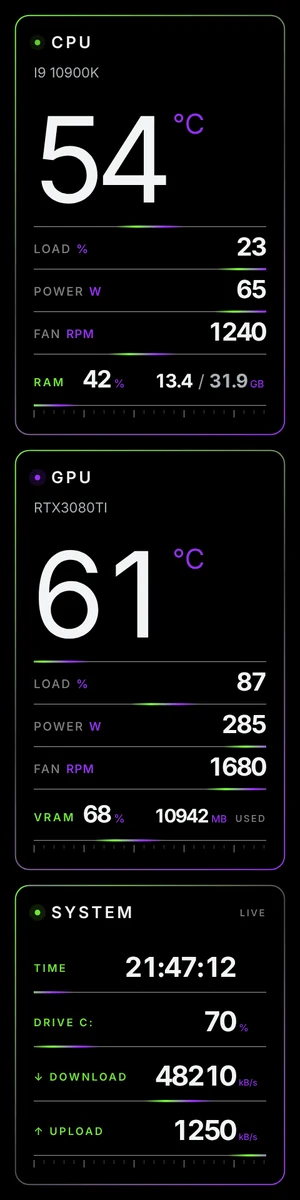 CPU
I9 10900K
54 °C
LOAD % 23
POWER W 65
FAN RPM 1240
RAM 42 % 13.4 / 31.9 GB
GPU
RTX3080TI
61 °C
LOAD % 87
POWER W 285
FAN RPM 1680
VRAM 68 % 10942 MB USED
SYSTEM LIVE
TIME 21:47:12
DRIVE C: 70 %
↓ DOWNLOAD 48210 kB/s
↑ UPLOAD 1250 kB/s